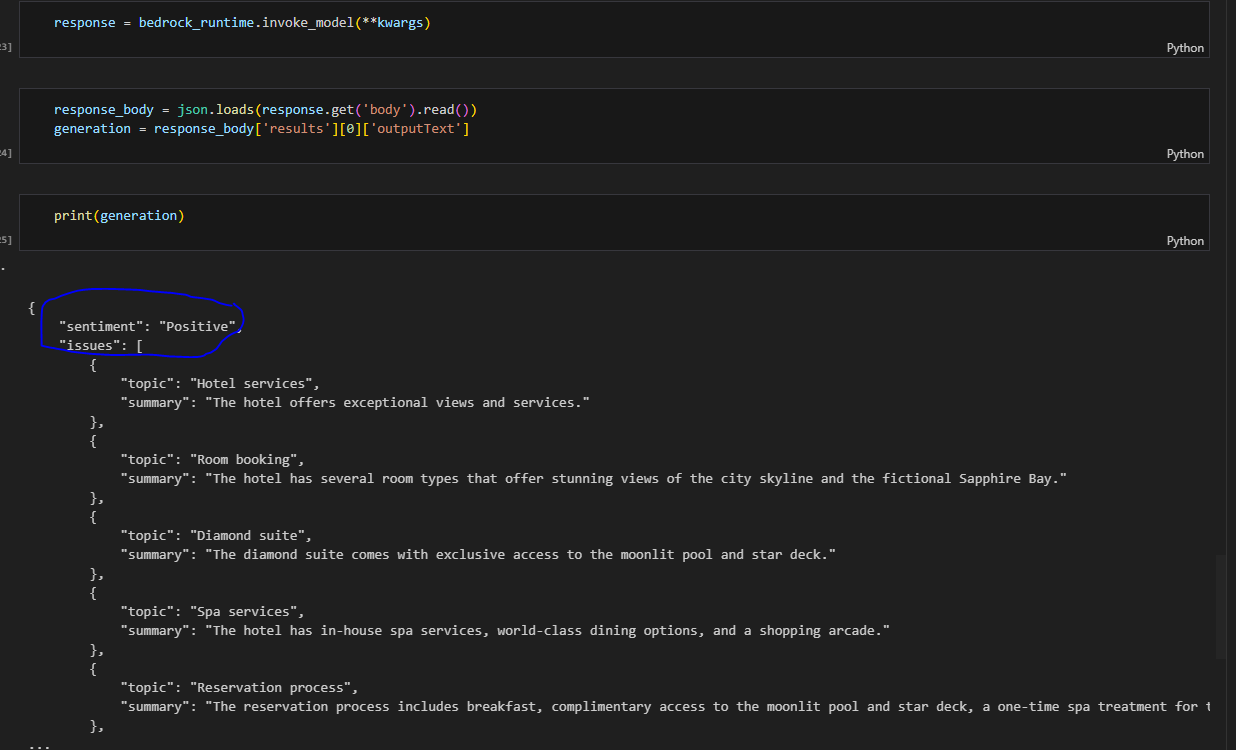 response = bedrock_runtime.invoke_model(**kwargs)
3]
Python
response_body = json.loads(response.get('body').read())
generation = response_body['results'][0]['outputText']
4]
Python
print(generation)
5]
Python
.
{
"sentiment": "Positive",
"issues": [
{
"topic": "Hotel services",
"summary": "The hotel offers exceptional views and services."
},
{
"topic": "Room booking",
"summary": "The hotel has several room types that offer stunning views of the city skyline and the fictional Sapphire Bay."
},
{
"topic": "Diamond suite",
"summary": "The diamond suite comes with exclusive access to the moonlit pool and star deck."
},
{
"topic": "Spa services",
"summary": "The hotel has in-house spa services, world-class dining options, and a shopping arcade."
},
{
"topic": "Reservation process",
"summary": "The reservation process includes breakfast, complimentary access to the moonlit pool and star deck, a one-time spa treatment for t
},
...